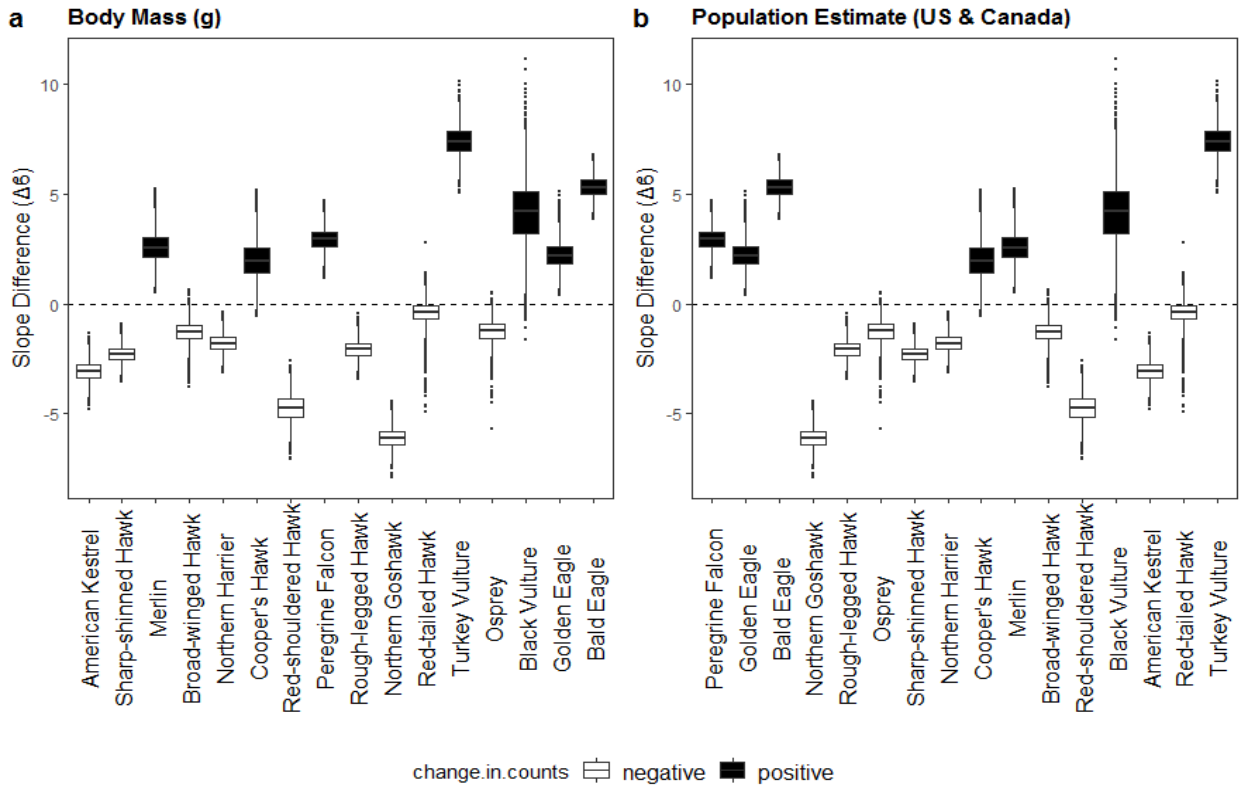 a Body Mass (g)
b Population Estimate (US & Canada)
Slope Difference (Δϐ)
10
5
0
-5
American Kestrel
Sharp-shinned Hawk
Merlin
Broad-winged Hawk
Northern Harrier
Cooper's Hawk
Red-shouldered Hawk
Peregrine Falcon
Rough-legged Hawk
Northern Goshawk
Red-tailed Hawk
Turkey Vulture
Osprey
Black Vulture
Golden Eagle
Bald Eagle
Slope Difference (Δϐ)
10
5
0
-5
Peregrine Falcon
Golden Eagle
Bald Eagle
Northern Goshawk
Rough-legged Hawk
Osprey
Sharp-shinned Hawk
Northern Harrier
Cooper's Hawk
Merlin
Broad-winged Hawk
Red-shouldered Hawk
Black Vulture
American Kestrel
Red-tailed Hawk
Turkey Vulture
change.in.counts negative positive